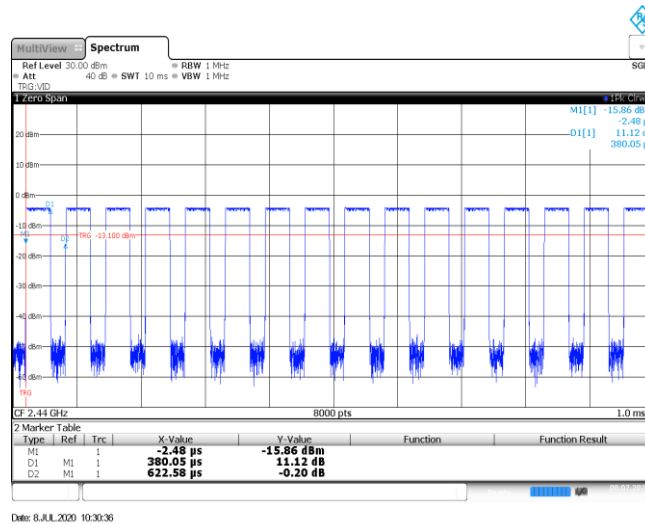 MultiView Spectrum
Ref Level 30.00 dBm RBW 1 MHz SGL
Att 40 dB SWT 10 ms VBW 1 MHz
TRG:VID
1 Zero Span 1Pk Clrw
M1[1] -15.86 dB
-2.48 µ
D1[1] 11.12 d
380.05 µ
20 dBm
10 dBm
0 dBm
D1
-10 dBm
M1
D2
TRG -13.100 dBm
-20 dBm
-30 dBm
-40 dBm
-50 dBm
-60 dBm
TRG
CF 2.44 GHz 8000 pts 1.0 ms
2 Marker Table
Type Ref Trc X-Value Y-Value Function Function Result
M1 1 -2.48 µs -15.86 dBm
D1 M1 1 380.05 µs 11.12 dB
D2 M1 1 622.58 µs -0.20 dB
Date: 8.JUL.2020 10:30:36